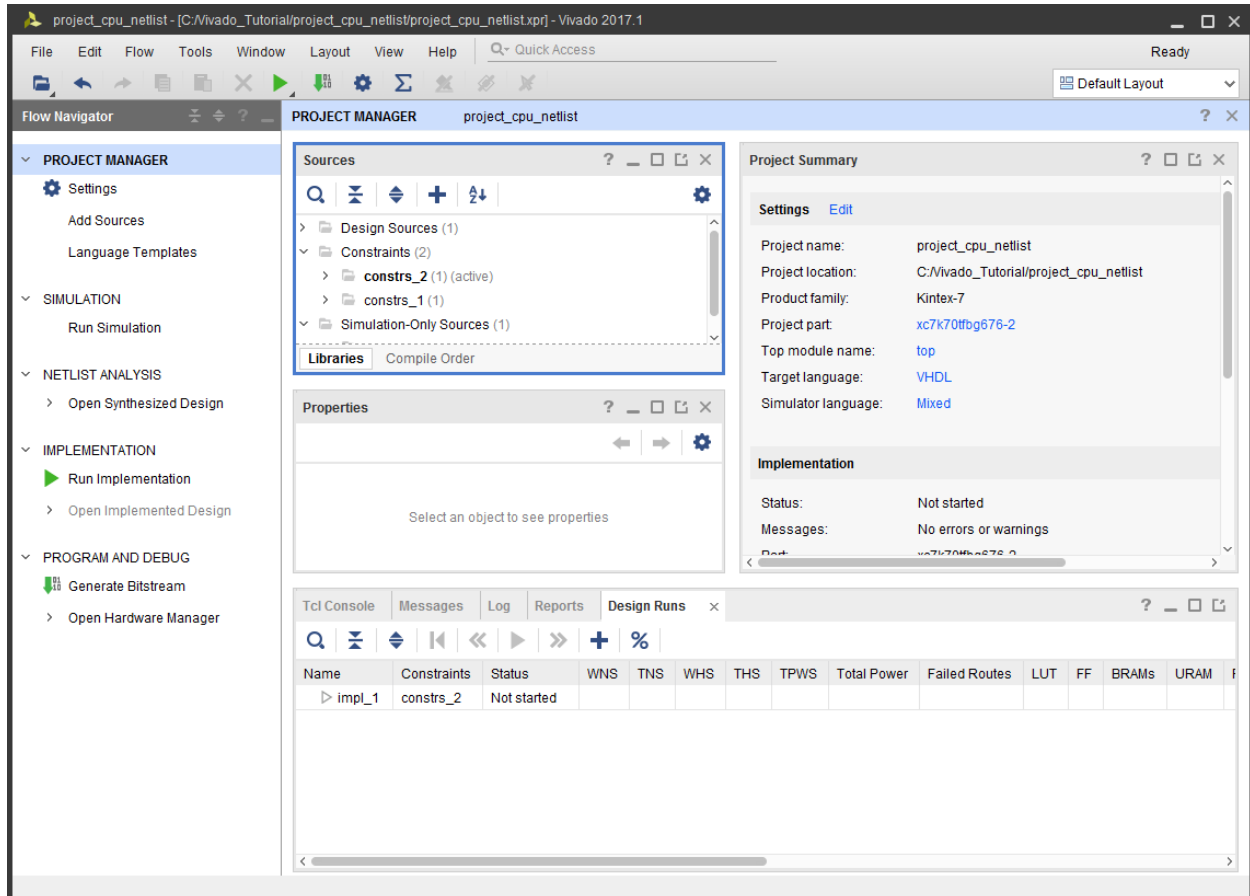 project_cpu_netlist - [C:/Vivado_Tutorial/project_cpu_netlist/project_cpu_netlist.xpr] - Vivado 2017.1
File Edit Flow Tools Window Layout View Help Quick Access Ready
Default Layout
Flow Navigator
PROJECT MANAGER
Settings
Add Sources
Language Templates
SIMULATION
Run Simulation
NETLIST ANALYSIS
Open Synthesized Design
IMPLEMENTATION
Run Implementation
Open Implemented Design
PROGRAM AND DEBUG
Generate Bitstream
Open Hardware Manager
PROJECT MANAGER project_cpu_netlist
Sources
Design Sources (1)
Constraints (2)
constrs_2 (1) (active)
constrs_1 (1)
Simulation-Only Sources (1)
Libraries Compile Order
Properties
Select an object to see properties
Project Summary
Settings Edit
Project name: project_cpu_netlist
Project location: C:/Vivado_Tutorial/project_cpu_netlist
Product family: Kintex-7
Project part: xc7k70tfbg676-2
Top module name: top
Target language: VHDL
Simulator language: Mixed
Implementation
Status: Not started
Messages: No errors or warnings
Part: xc7k70tfbg676-2
Tcl Console Messages Log Reports Design Runs
Name Constraints Status WNS TNS WHS THS TPWS Total Power Failed Routes LUT FF BRAMs URAM
impl_1 constrs_2 Not started